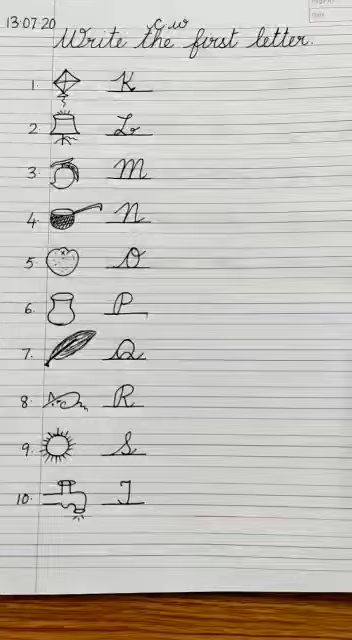 13.07.20
C.W
Write the first letter.
1. K
2. L
3. M
4. N
5. O
6. P
7. Q
8. R
9. S
10. T